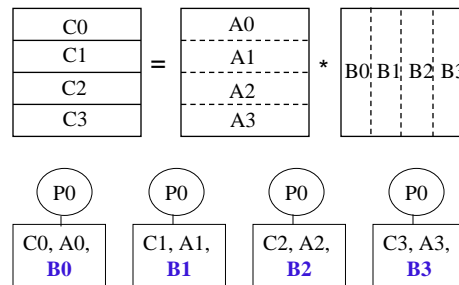 C0 A0
C1 A1
= * B0 B1 B2 B3
C2 A2
C3 A3
P0 P0 P0 P0
C0, A0, C1, A1, C2, A2, C3, A3,
B0 B1 B2 B3